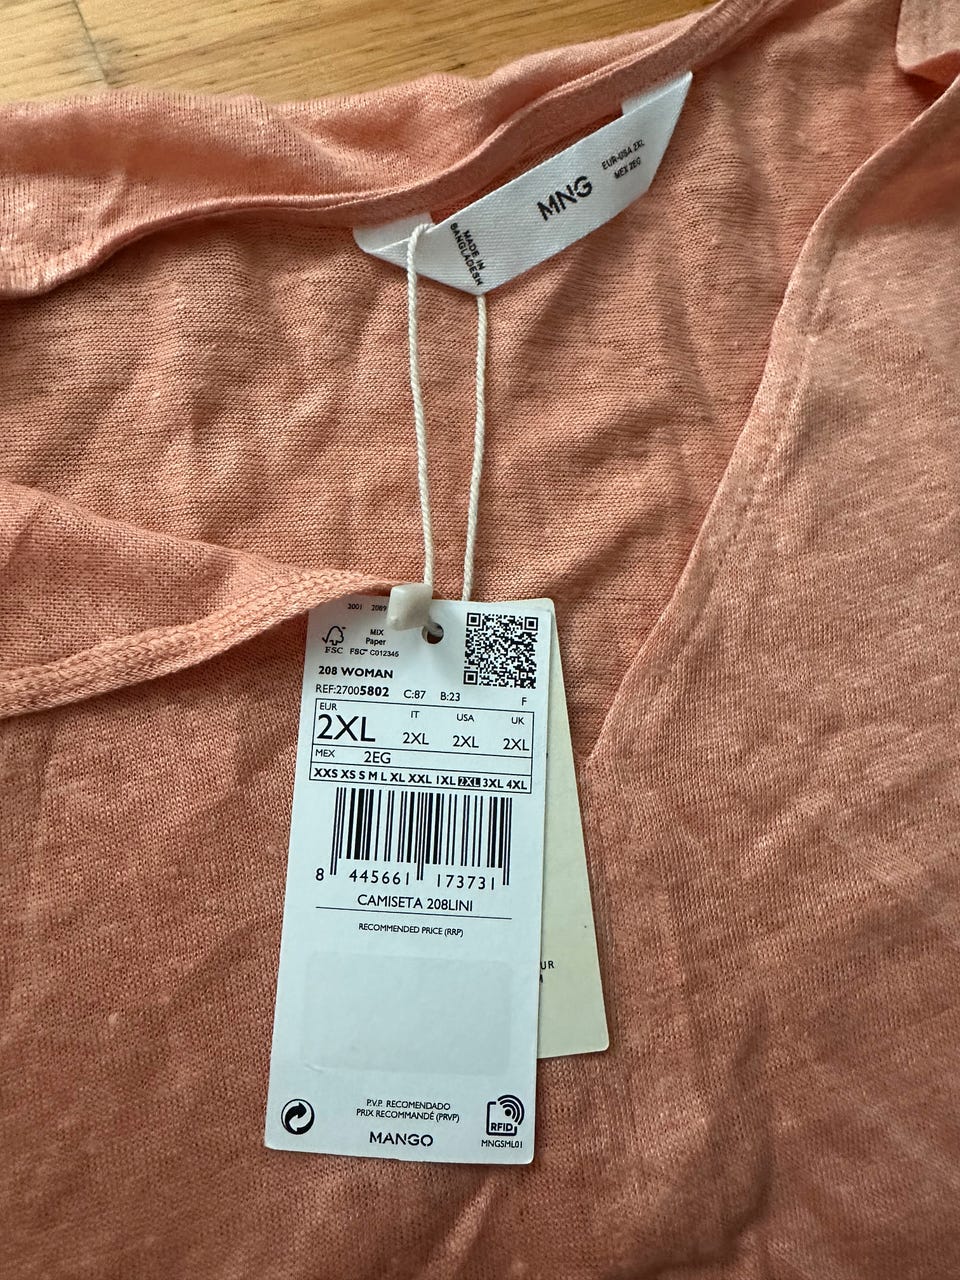 EUR-USA 2XL
MEX 2EG
MNG
MADE IN
BANGLADESH
2001 2089
MIX
Paper
FSC
FSC™ C012345
208 WOMAN
REF:27005802 C:87 B:23 F
EUR IT USA UK
2XL 2XL 2XL 2XL
MEX 2EG
XXS XS S M L XL XXL 1XL 2XL 3XL 4XL
8 445661 173731
CAMISETA 208LINI
RECOMMENDED PRICE (RRP)
P.V.P. RECOMENDADO
PRIX RECOMMANDÉ (PRVP)
MANGO
RFID
MNGSML01